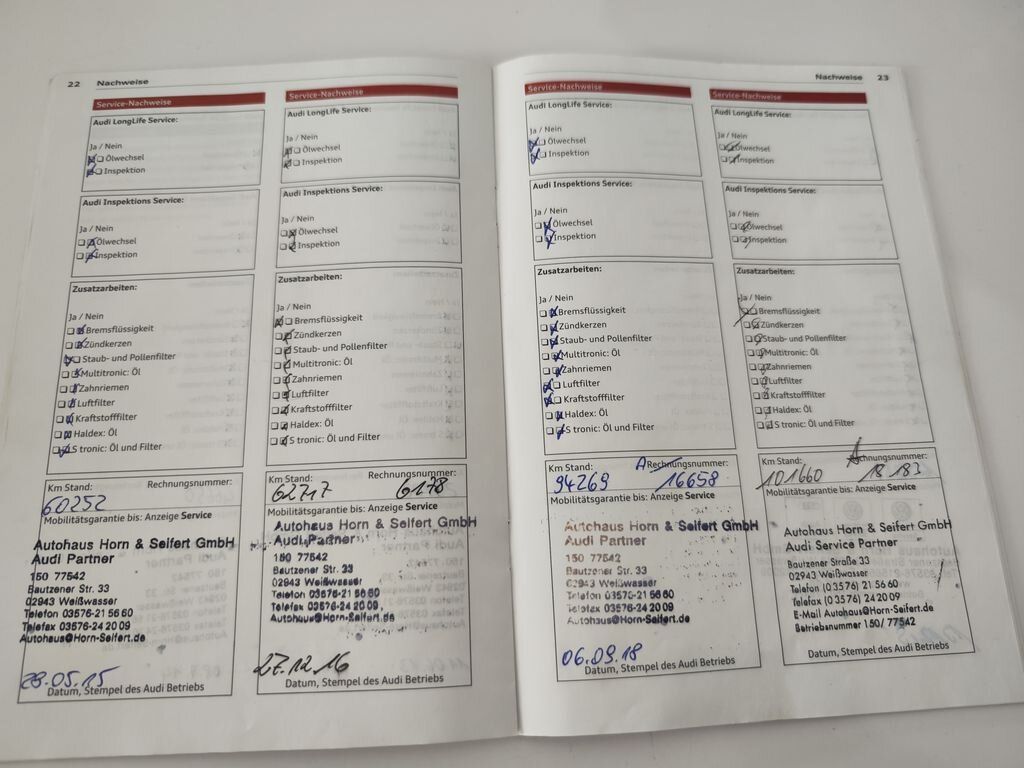 22 Nachweise
Service-Nachweis
Audi LongLife Service:
Ja / Nein
Ölwechsel
Inspektion
Audi Inspektions Service:
Ja / Nein
Ölwechsel
Inspektion
Zusatzarbeiten:
Ja / Nein
Bremsflüssigkeit
Zündkerzen
Staub- und Pollenfilter
Multitronic: Öl
Zahnriemen
Luftfilter
Kraftstofffilter
Haldex: Öl
S tronic: Öl und Filter
Km Stand: Rechnungsnummer:
60252
Mobilitätsgarantie bis: Anzeige Service
Autohaus Horn & Seifert GmbH
Audi Partner
150 77542
Bautzener Str. 33
02943 Weißwasser
Telefon 03576-21 56 60
Telefax 03576-24 20 09
Autohaus@Horn-Seifert.de
28.05.15
Datum, Stempel des Audi Betriebs
Service-Nachweis
Audi LongLife Service:
Ja / Nein
Ölwechsel
Inspektion
Audi Inspektions Service:
Ja / Nein
Ölwechsel
Inspektion
Zusatzarbeiten:
Ja / Nein
Bremsflüssigkeit
Zündkerzen
Staub- und Pollenfilter
Multitronic: Öl
Zahnriemen
Luftfilter
Kraftstofffilter
Haldex: Öl
S tronic: Öl und Filter
Km Stand: Rechnungsnummer:
62717 6178
Mobilitätsgarantie bis: Anzeige Service
Autohaus Horn & Seifert GmbH
Audi Partner
150 77542
Bautzener Str. 33
02943 Weißwasser
Telefon 03576-21 56 60
Telefax 03576-24 20 09
Autohaus@Horn-Seifert.de
27.12.16
Datum, Stempel des Audi Betriebs
Nachweise 23
Service-Nachweis
Audi LongLife Service:
Ja / Nein
Ölwechsel
Inspektion
Audi Inspektions Service:
Ja / Nein
Ölwechsel
Inspektion
Zusatzarbeiten:
Ja / Nein
Bremsflüssigkeit
Zündkerzen
Staub- und Pollenfilter
Multitronic: Öl
Zahnriemen
Luftfilter
Kraftstofffilter
Haldex: Öl
S tronic: Öl und Filter
Km Stand: A Rechnungsnummer:
94269 16658
Mobilitätsgarantie bis: Anzeige Service
Autohaus Horn & Seifert GmbH
Audi Partner
150 77542
Bautzener Str. 33
02943 Weißwasser
Telefon 03576-21 56 60
Telefax 03576-24 20 09
Autohaus@Horn-Seifert.de
06.09.18
Datum, Stempel des Audi Betriebs
Service-Nachweis
Audi LongLife Service:
Ja / Nein
Ölwechsel
Inspektion
Audi Inspektions Service:
Ja / Nein
Ölwechsel
Inspektion
Zusatzarbeiten:
Ja / Nein
Bremsflüssigkeit
Zündkerzen
Staub- und Pollenfilter
Multitronic: Öl
Zahnriemen
Luftfilter
Kraftstofffilter
Haldex: Öl
S tronic: Öl und Filter
Km Stand: Rechnungsnummer:
101660 18183
Mobilitätsgarantie bis: Anzeige Service
Autohaus Horn & Seifert GmbH
Audi Service Partner
Bautzener Straße 33
02943 Weißwasser
Telefon (0 35 76) 21 56 60
Telefax (0 35 76) 24 20 09
E-Mail Autohaus@Horn-Seifert.de
Betriebsnummer 150/ 77542
Datum, Stempel des Audi Betriebs